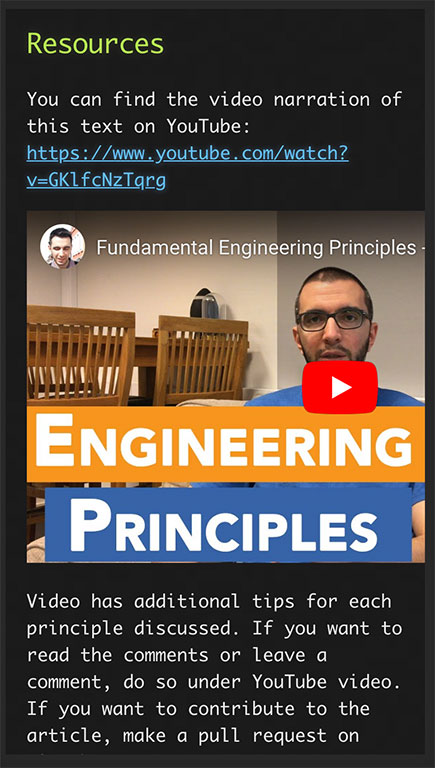 Resources
You can find the video narration of
this text on YouTube:
https://www.youtube.com/watch?
v=GKlfcNzTqrg
Fundamental Engineering Principles -
ENGINEERING
PRINCIPLES
Video has additional tips for each
principle discussed. If you want to
read the comments or leave a
comment, do so under YouTube video.
If you want to contribute to the
article, make a pull request on